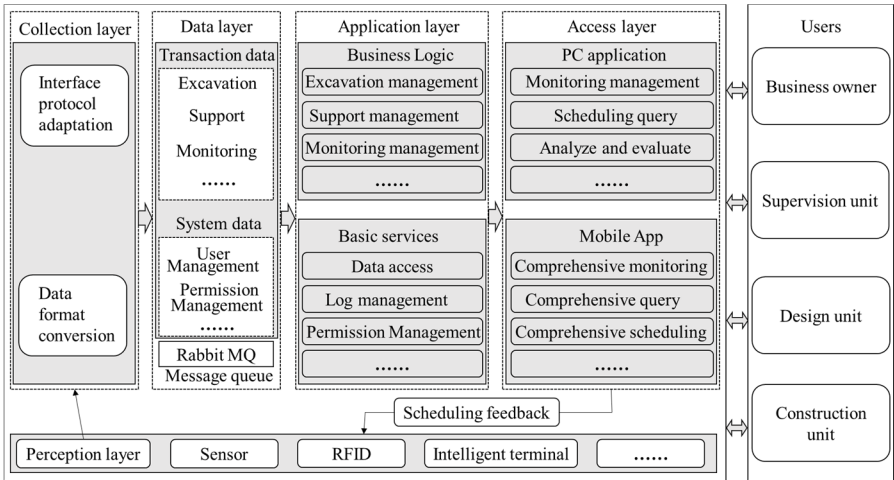 Collection layer
Interface
protocol
adaptation
Data
format
conversion
Data layer
Transaction data
Excavation
Support
Monitoring
......
System data
User
Management
Permission
Management
......
Rabbit MQ
Message queue
Application layer
Business Logic
Excavation management
Support management
Monitoring management
......
Basic services
Data access
Log management
Permission Management
......
Access layer
PC application
Monitoring management
Scheduling query
Analyze and evaluate
......
Mobile App
Comprehensive monitoring
Comprehensive query
Comprehensive scheduling
......
Users
Business owner
Supervision unit
Design unit
Construction
unit
Scheduling feedback
Perception layer
Sensor
RFID
Intelligent terminal
......